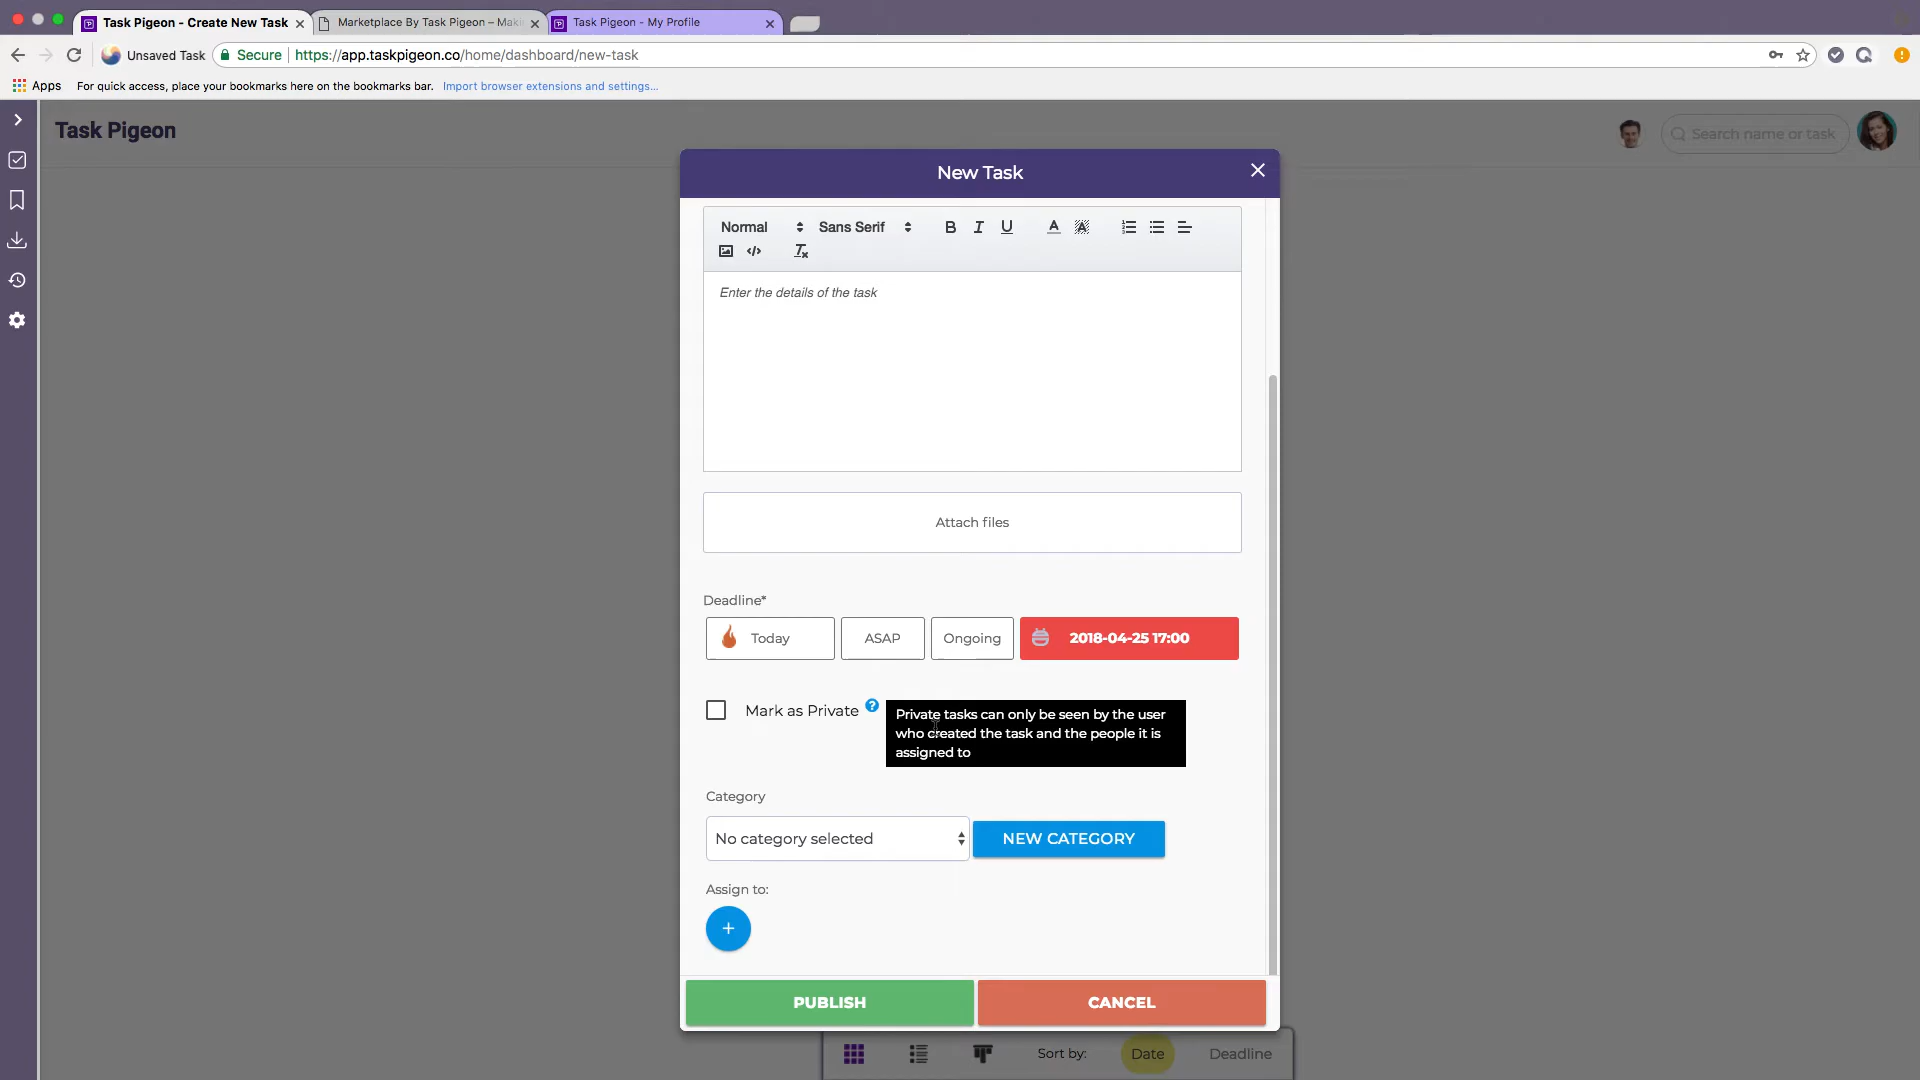 Task Pigeon - Create New Task
Marketplace By Task Pigeon – Maki
Task Pigeon - My Profile
Unsaved Task
Secure
https://app.taskpigeon.co/home/dashboard/new-task
Apps
For quick access, place your bookmarks here on the bookmarks bar.
Import browser extensions and settings...
Task Pigeon
Search name or task
New Task
Normal
Sans Serif
B I U A A
Enter the details of the task
Attach files
Deadline*
Today
ASAP
Ongoing
2018-04-25 17:00
Mark as Private ?
Private tasks can only be seen by the user
who created the task and the people it is
assigned to
Category
No category selected
NEW CATEGORY
Assign to:
+
PUBLISH
CANCEL
Sort by:
Date
Deadline